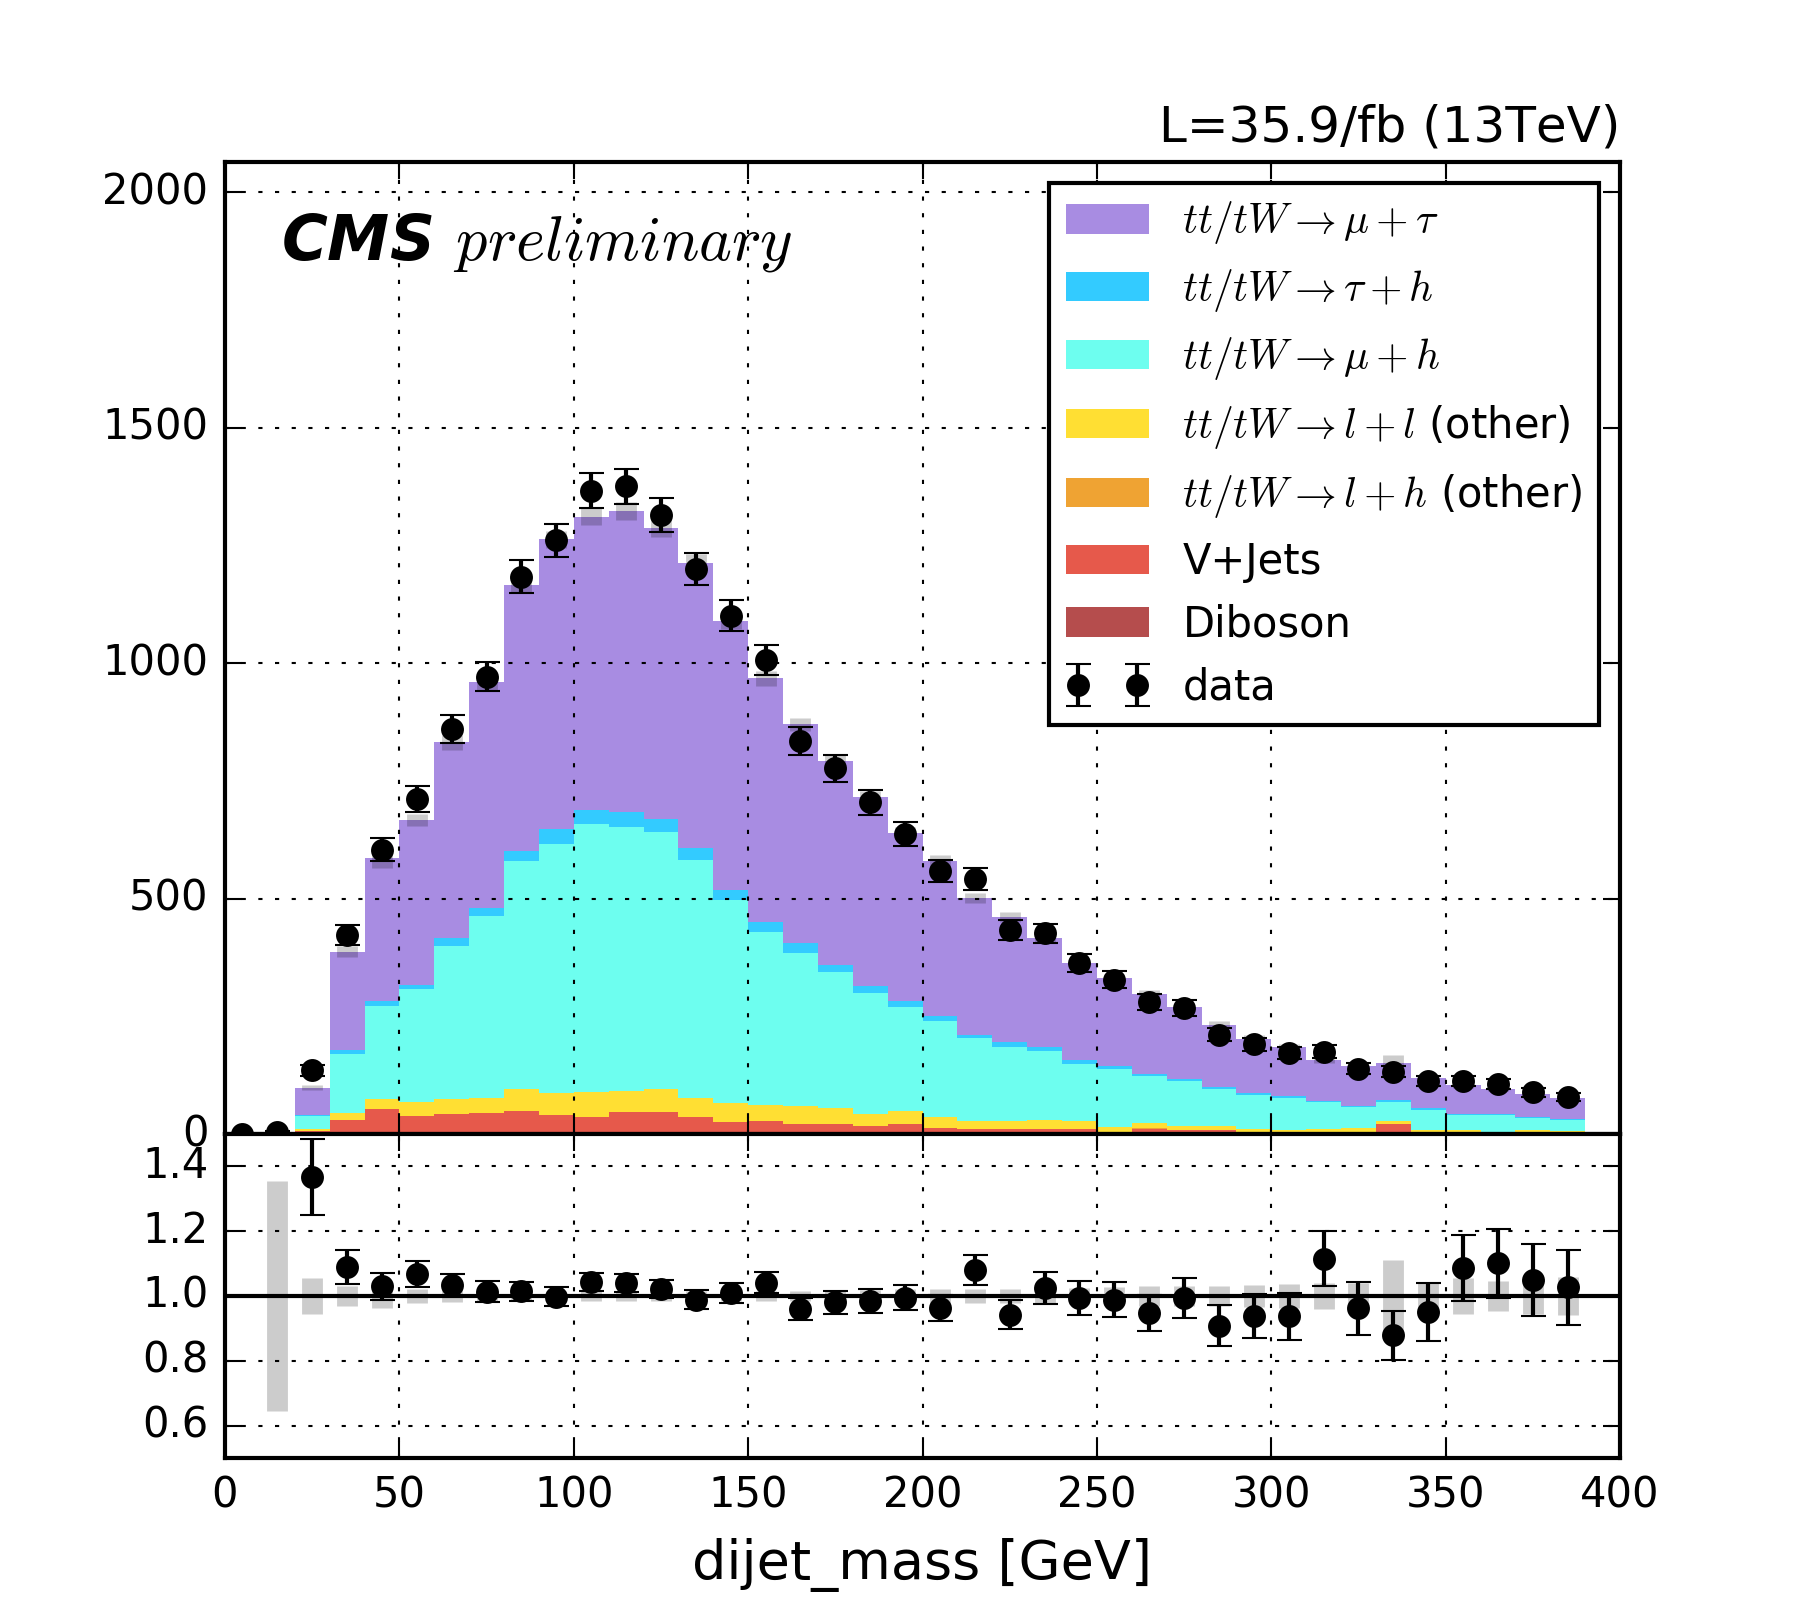 L=35.9/fb (13TeV)
CMS preliminary
2000
1500
1000
500
0
tt/tW → μ + τ
tt/tW → τ + h
tt/tW → μ + h
tt/tW → l + l (other)
tt/tW → l + h (other)
V+Jets
Diboson
data
1.4
1.2
1.0
0.8
0.6
0 50 100 150 200 250 300 350 400
dijet_mass [GeV]